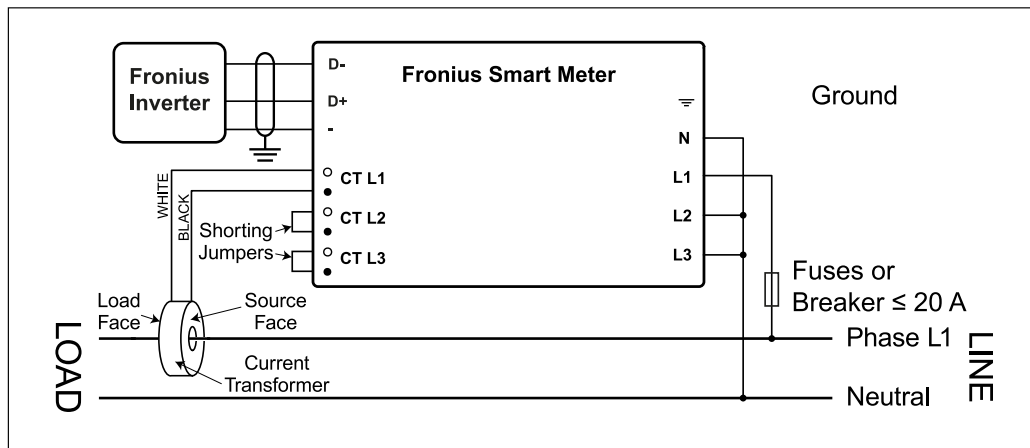 Fronius
Inverter
D-
D+
-
Fronius Smart Meter
Ground
N
L1
L2
L3
CT L1
CT L2
CT L3
WHITE
BLACK
Shorting
Jumpers
Load
Face
Source
Face
Current
Transformer
Fuses or
Breaker ≤ 20 A
Phase L1
Neutral
LOAD
LINE